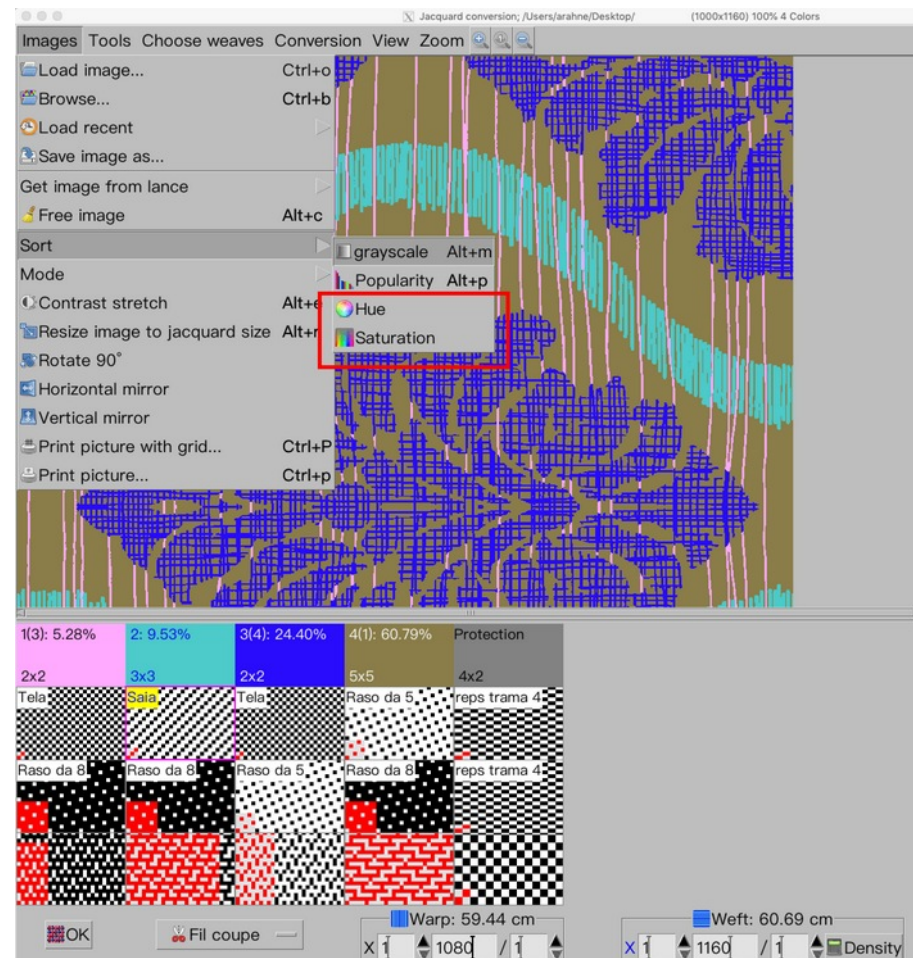 Jacquard conversion; /Users/arahne/Desktop/ (1000x1160) 100% 4 Colors
Images Tools Choose weaves Conversion View Zoom
Load image... Ctrl+o
Browse... Ctrl+b
Load recent
Save image as...
Get image from lance
Free image Alt+c
Sort
grayscale Alt+m
Mode
Popularity Alt+p
Contrast stretch Alt+e
Hue
Resize image to jacquard size Alt+r
Saturation
Rotate 90°
Horizontal mirror
Vertical mirror
Print picture with grid... Ctrl+P
Print picture... Ctrl+p
1(3): 5.28% 2: 9.53% 3(4): 24.40% 4(1): 60.79% Protection
2x2 3x3 2x2 5x5 4x2
Tela Saia Tela Raso da 5 reps trama 4
Raso da 8 Raso da 8 Raso da 5 Raso da 8 reps trama 4
Warp: 59.44 cm Weft: 60.69 cm
OK Fil coupe X 1 1080 / 1 X 1 1160 / 1 Density